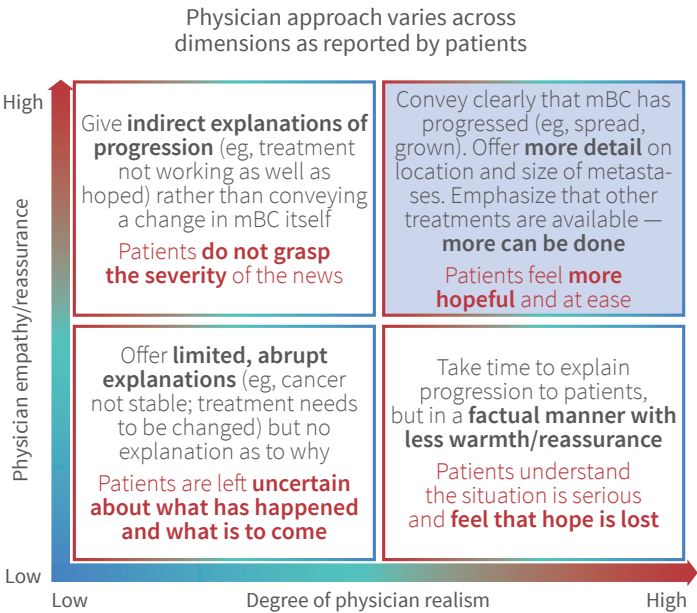 Physician approach varies across
dimensions as reported by patients
High
Physician empathy/reassurance
Low
Give indirect explanations of
progression (eg, treatment
not working as well as
hoped) rather than conveying
a change in mBC itself
Patients do not grasp
the severity of the news
Convey clearly that mBC has
progressed (eg, spread,
grown). Offer more detail on
location and size of metasta-
ses. Emphasize that other
treatments are available —
more can be done
Patients feel more
hopeful and at ease
Offer limited, abrupt
explanations (eg, cancer
not stable; treatment needs
to be changed) but no
explanation as to why
Patients are left uncertain
about what has happened
and what is to come
Take time to explain
progression to patients,
but in a factual manner with
less warmth/reassurance
Patients understand
the situation is serious
and feel that hope is lost
Low
Degree of physician realism
High